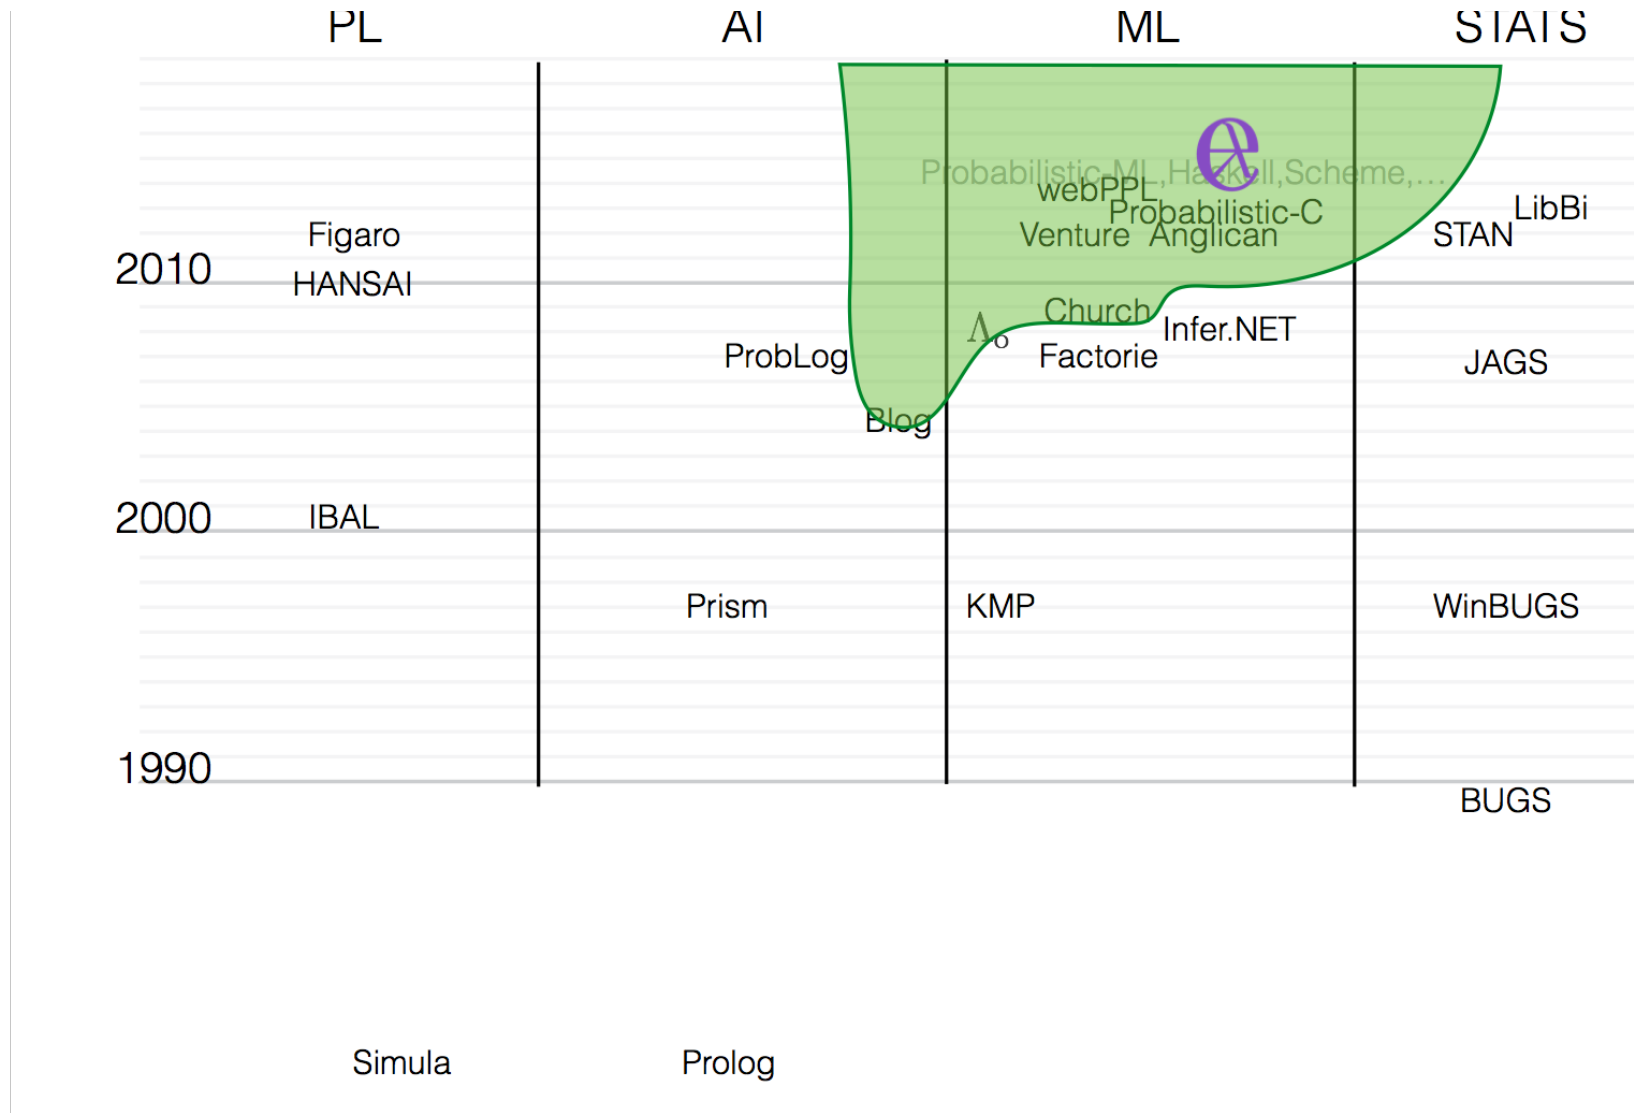 PL AI ML STATS
Probabilistic-ML,Haskell,Scheme,...
webPPL
Probabilistic-C LibBi
Figaro Venture Anglican STAN
2010
HANSAI
Church
Λo Infer.NET
ProbLog Factorie JAGS
Blog
2000 IBAL
Prism KMP WinBUGS
1990
BUGS
Simula Prolog